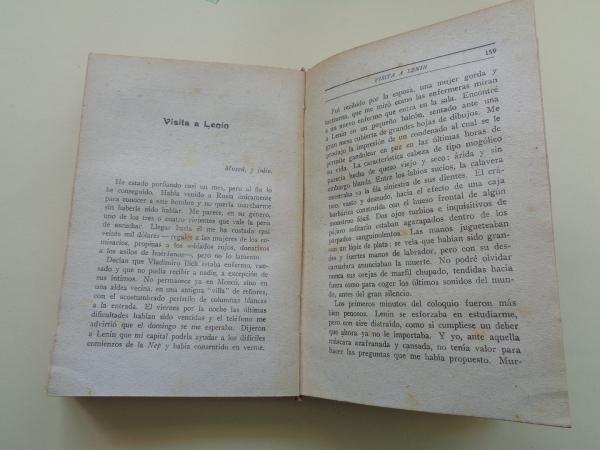 Visita a Lenin
Moscú, 3 julio.
He estado porfiando casi un mes, pero al fin lo
he conseguido. Había venido a Rusia únicamente
para conocer a este hombre y no quería marcharme
sin haberle oído hablar. Me parece, en su género,
uno de los tres o cuatro vivientes que vale la pena
de escuchar. Llegar hasta él me ha costado casi
veinte mil dólares — regalos a las mujeres de los co-
misarios, propinas a los soldados rojos, donativos
a los asilos de huérfanos—, pero no lo lamento.
Decían que Vladimiro Ilich estaba enfermo, can-
sado y que no podía recibir a nadie, a excepción de
sus íntimos. No permanece ya en Moscú, sino en
una aldea vecina, en una antigua "villa" de señores,
con el acostumbrado peristilo de columnas blancas
a la entrada. El viernes por la noche las últimas
dificultades habían sido vencidas y el teléfono me
advirtió que el domingo se me esperaba. Dijeron
a Lenin que mi capital podría ayudar a los difíciles
comienzos de la Nep y había consentido en verme.
VISITA A LENIN
159
Fuí recibido por la esposa, una mujer gorda y
taciturna, que me miró como las enfermeras miran
a un nuevo enfermo que entra en la sala. Encontré
a Lenin en un pequeño balcón, sentado ante una
gran mesa cubierta de grandes hojas de dibujos. Me
produjo la impresión de un condenado al cual se le
permite gandulear en paz en las últimas horas de
su vida. La característica cabeza de tipo mogólico
parecía hecha de queso viejo y seco: árida y sin
embargo blanda. Entre los labios sucios, la calavera
mostraba ya la fila siniestra de sus dientes. El crá-
neo, vasto y desnudo, hacía el efecto de una caja
barbárica construída con el hueso frontal de algún
monstruo fósil. Dos ojos turbios e inquisitivos de
pájaro solitario estaban agazapados dentro de los
párpados sanguinolentos. Las manos jugueteaban
con un lápiz de plata: se veía que habían sido gran-
des y fuertes manos de labrador, pero con su des-
carnadura anunciaban la muerte. No podré olvidar
nunca sus orejas de marfil chupado, tendidas hacia
fuera como para coger los últimos sonidos del mun-
do, antes del gran silencio.
Los primeros minutos del coloquio fueron más
bien penosos. Lenin se esforzaba en estudiarme,
pero con aire distraído, como si cumpliese un deber
que ahora ya no le importaba. Y yo, ante aquella
máscara azafranada y cansada, no tenía valor para
hacer las preguntas que me había propuesto. Mur-